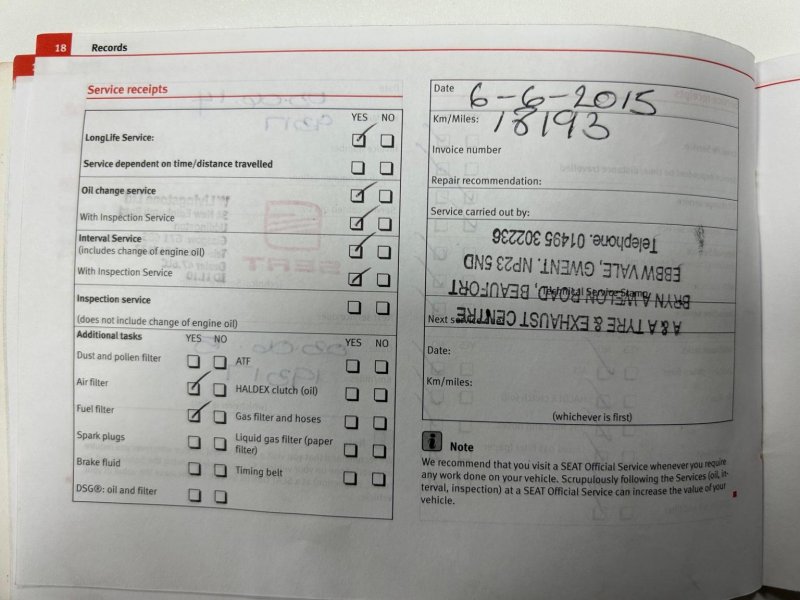 18 Records
Service receipts
YES NO
LongLife Service:
Service dependent on time/distance travelled
Oil change service
With Inspection Service
Interval Service
(includes change of engine oil)
With Inspection Service
Inspection service
(does not include change of engine oil)
Additional tasks YES NO YES NO
Dust and pollen filter ATF
Air filter HALDEX clutch (oil)
Fuel filter Gas filter and hoses
Spark plugs Liquid gas filter (paper
filter)
Brake fluid Timing belt
DSG®: oil and filter
Date 6-6-2015
Km/Miles: 18193
Invoice number
Repair recommendation:
Service carried out by:
Technical Service Stamp
A & A TYRE & EXHAUST CENTRE
BRYN AWELON ROAD, BEAUFORT
EBBW VALE, GWENT. NP23 5ND
Telephone. 01495 302236
Next service
Date:
Km/miles:
(whichever is first)
i Note
We recommend that you visit a SEAT Official Service whenever you require
any work done on your vehicle. Scrupulously following the Services (oil, in-
terval, inspection) at a SEAT Official Service can increase the value of your
vehicle.